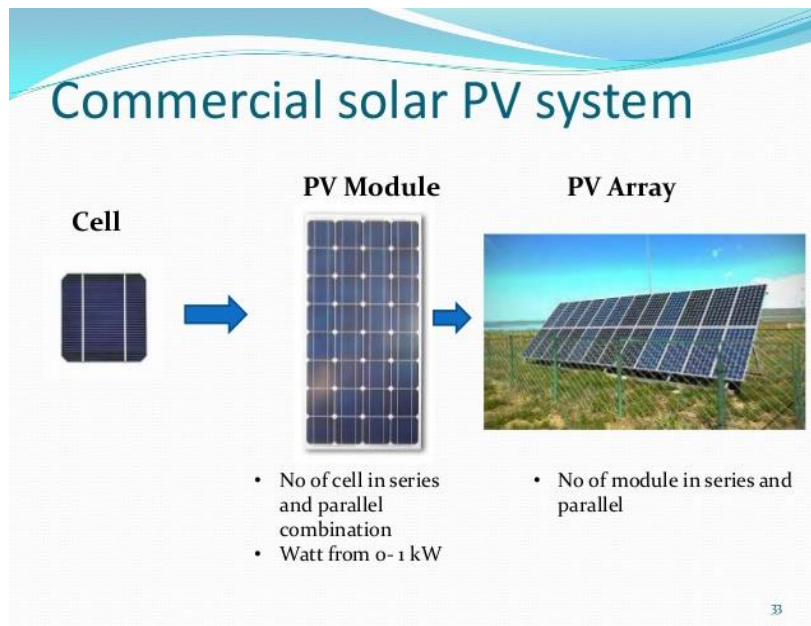 Commercial solar PV system
PV Module
PV Array
Cell
• No of cell in series
and parallel
combination
• Watt from 0- 1 kW
• No of module in series and
parallel
33